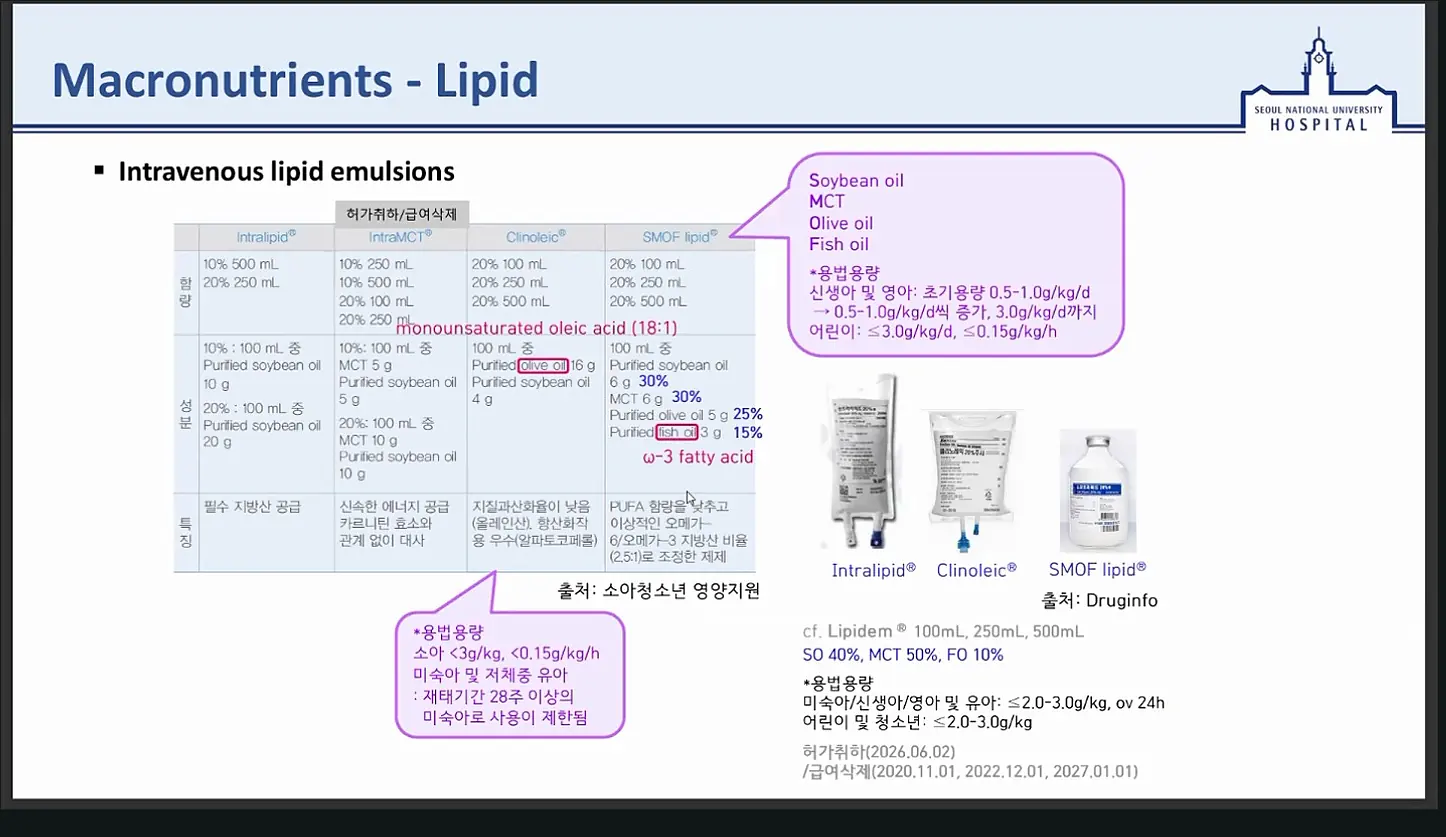 Macronutrients - Lipid
SEOUL NATIONAL UNIVERSITY
HOSPITAL
▪ Intravenous lipid emulsions
허가취하/급여삭제
Intralipid® IntraMCT® Clinoleic® SMOF lipid®
함량
10% 500 mL
20% 250 mL
10% 250 mL
10% 500 mL
20% 100 mL
20% 250 mL
20% 100 mL
20% 250 mL
20% 500 mL
20% 100 mL
20% 250 mL
20% 500 mL
monounsaturated oleic acid (18:1)
성분
10% : 100 mL 중
Purified soybean oil
10 g
20% : 100 mL 중
Purified soybean oil
20 g
10%: 100 mL 중
MCT 5 g
Purified soybean oil
5 g
20%: 100 mL 중
MCT 10 g
Purified soybean oil
10 g
100 mL 중
Purified olive oil 16 g
Purified soybean oil
4 g
100 mL 중
Purified soybean oil
6 g 30%
MCT 6 g 30%
Purified olive oil 5 g 25%
Purified fish oil 3 g 15%
ω-3 fatty acid
특징
필수 지방산 공급
신속한 에너지 공급
카르니틴 효소와
관계 없이 대사
지질과산화율이 낮음
(올레인산), 항산화작
용 우수(알파토코페롤)
PUFA 함량을 낮추고
이상적인 오메가-
6/오메가-3 지방산 비율
(2.5:1)로 조정한 제제
출처: 소아청소년 영양지원
*용법용량
소아 <3g/kg, <0.15g/kg/h
미숙아 및 저체중 유아
: 재태기간 28주 이상의
미숙아로 사용이 제한됨
Soybean oil
MCT
Olive oil
Fish oil
*용법용량
신생아 및 영아: 초기용량 0.5-1.0g/kg/d
→ 0.5-1.0g/kg/d씩 증가, 3.0g/kg/d까지
어린이: ≤3.0g/kg/d, ≤0.15g/kg/h
Intralipid® Clinoleic® SMOF lipid®
출처: Druginfo
cf. Lipidem® 100mL, 250mL, 500mL
SO 40%, MCT 50%, FO 10%
*용법용량
미숙아/신생아/영아 및 유아: ≤2.0-3.0g/kg, ov 24h
어린이 및 청소년: ≤2.0-3.0g/kg
허가취하(2026.06.02)
/급여삭제(2020.11.01, 2022.12.01, 2027.01.01)